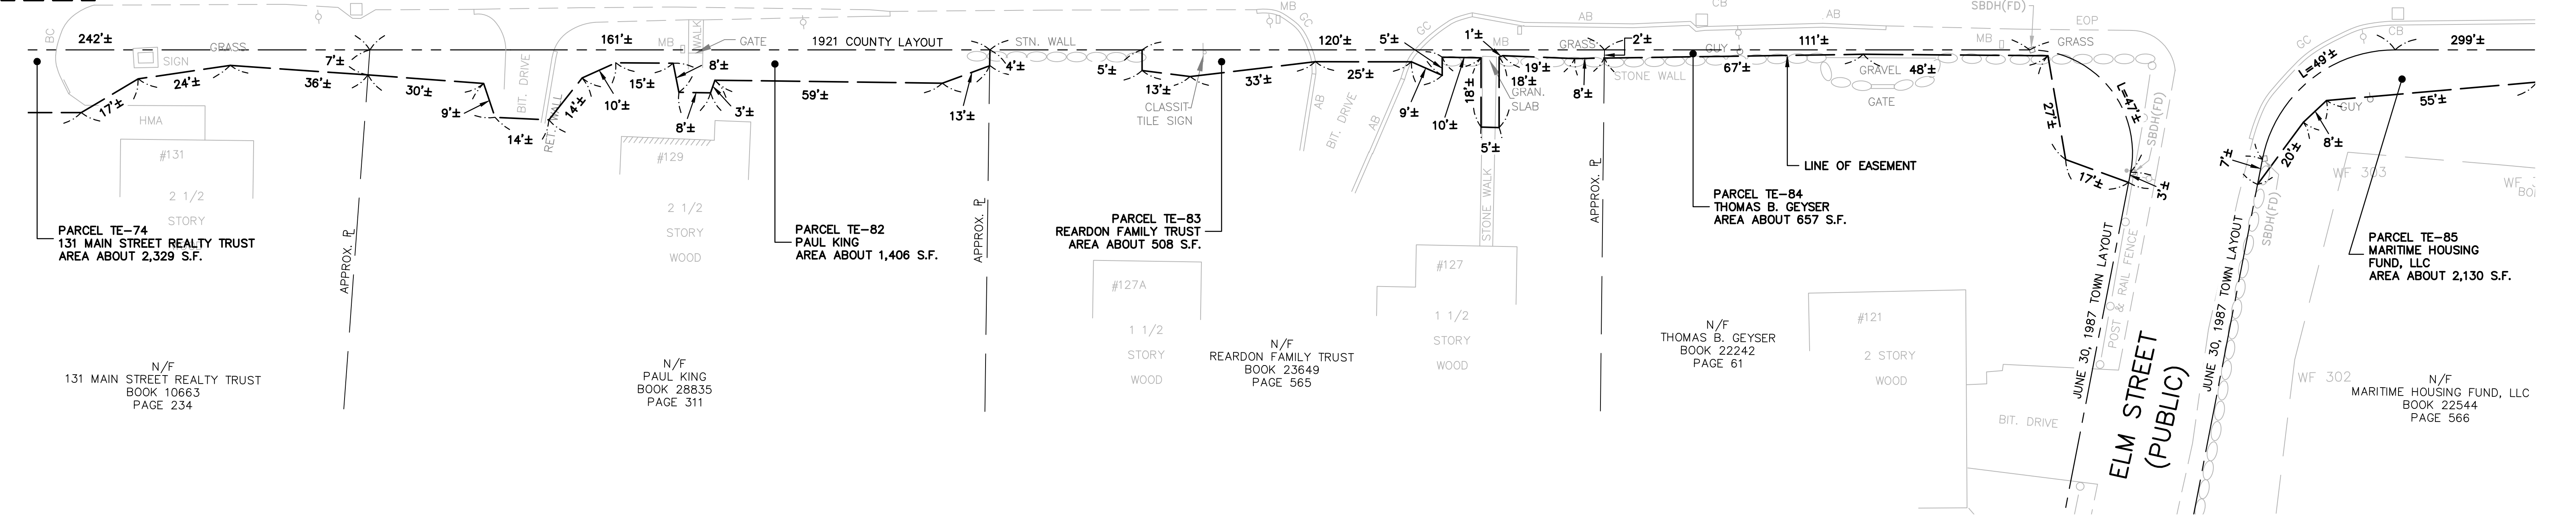 242'±
BC
GRASS
SIGN
17'±
24'±
HMA
#131
2 1/2
STORY
PARCEL TE-74
131 MAIN STREET REALTY TRUST
AREA ABOUT 2,329 S.F.
N/F
131 MAIN STREET REALTY TRUST
BOOK 10663
PAGE 234
7'±
36'±
30'±
9'±
14'±
APPROX. PL
BIT. DRIVE
RET. WALL
161'±
14'±
10'±
15'±
MB
WALK
GATE
8'±
8'±
3'±
#129
2 1/2
STORY
WOOD
1921 COUNTY LAYOUT
59'±
13'±
4'±
PARCEL TE-82
PAUL KING
AREA ABOUT 1,406 S.F.
N/F
PAUL KING
BOOK 28835
PAGE 311
APPROX. PL
STN. WALL
5'±
13'±
CLASSIT-
TILE SIGN
33'±
PARCEL TE-83
REARDON FAMILY TRUST
AREA ABOUT 508 S.F.
#127A
1 1/2
STORY
WOOD
N/F
REARDON FAMILY TRUST
BOOK 23649
PAGE 565
MB
GC
120'±
25'±
AB
BIT. DRIVE
AB
GC
5'±
9'±
10'±
18'±
1'±
MB
18'±
19'±
GRAN.
SLAB
5'±
STONE WALK
#127
1 1/2
STORY
WOOD
AB
GRASS
8'±
2'±
STONE WALL
APPROX. PL
CB
GUY
67'±
111'±
AB
GRAVEL
GATE
48'±
LINE OF EASEMENT
PARCEL TE-84
THOMAS B. GEYSER
AREA ABOUT 657 S.F.
N/F
THOMAS B. GEYSER
BOOK 22242
PAGE 61
#121
2 STORY
WOOD
SBDH(FD)
EOP
MB
GRASS
L=47'±
27'±
17'±
3'±
SBDH(FD)
JUNE 30, 1987 TOWN LAYOUT
POST & RAIL FENCE
BIT. DRIVE
ELM STREET
(PUBLIC)
JUNE 30, 1987 TOWN LAYOUT
SBDH(FD)
7'±
20'±
8'±
GC
L=49'±
CB
299'±
GUY
55'±
WF 303
WF
BO
PARCEL TE-85
MARITIME HOUSING
FUND, LLC
AREA ABOUT 2,130 S.F.
WF 302
N/F
MARITIME HOUSING FUND, LLC
BOOK 22544
PAGE 566